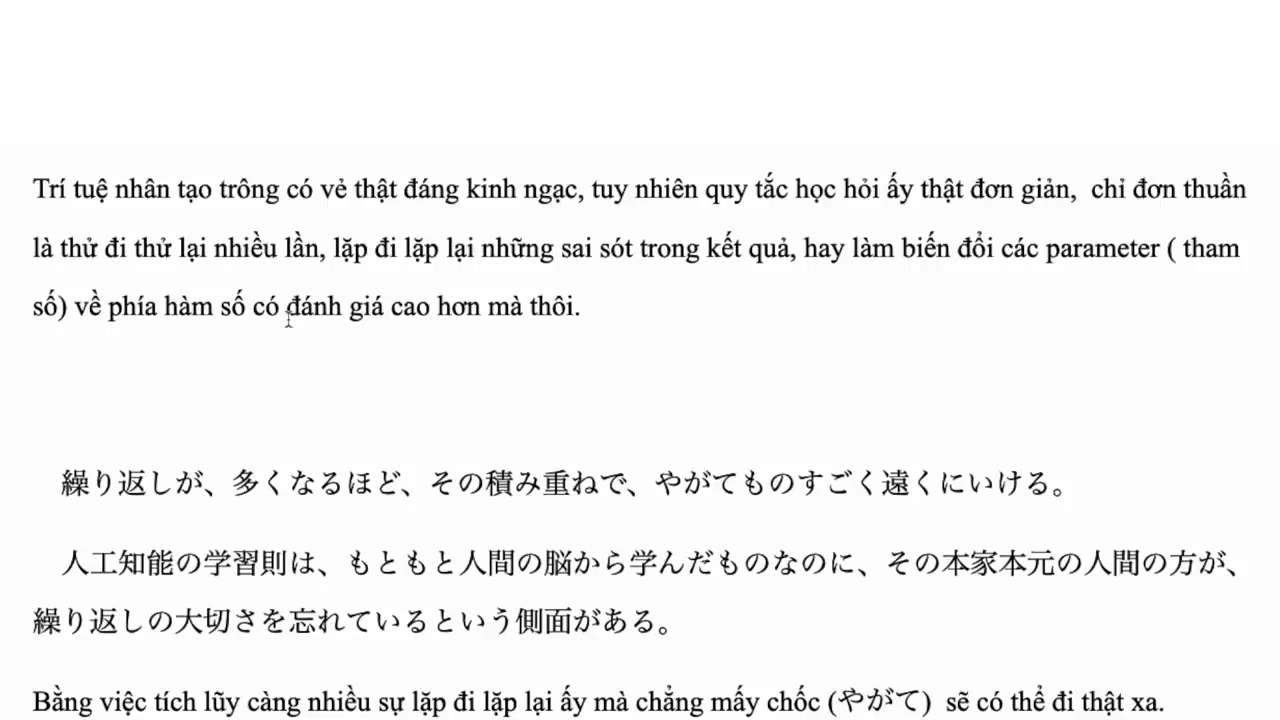 Trí tuệ nhân tạo trông có vẻ thật đáng kinh ngạc, tuy nhiên quy tắc học hỏi ấy thật đơn giản,  chỉ đơn thuần
là thử đi thử lại nhiều lần, lặp đi lặp lại những sai sót trong kết quả, hay làm biến đổi các parameter ( tham
số) về phía hàm số có đánh giá cao hơn mà thôi.
繰り返しが、多くなるほど、その積み重ねで、やがてものすごく遠くにいける。
人工知能の学習則は、もともと人間の脳から学んだものなのに、その本家本元の人間の方が、
繰り返しの大切さを忘れているという側面がある。
Bằng việc tích lũy càng nhiều sự lặp đi lặp lại ấy mà chẳng mấy chốc (やがて)  sẽ có thể đi thật xa.